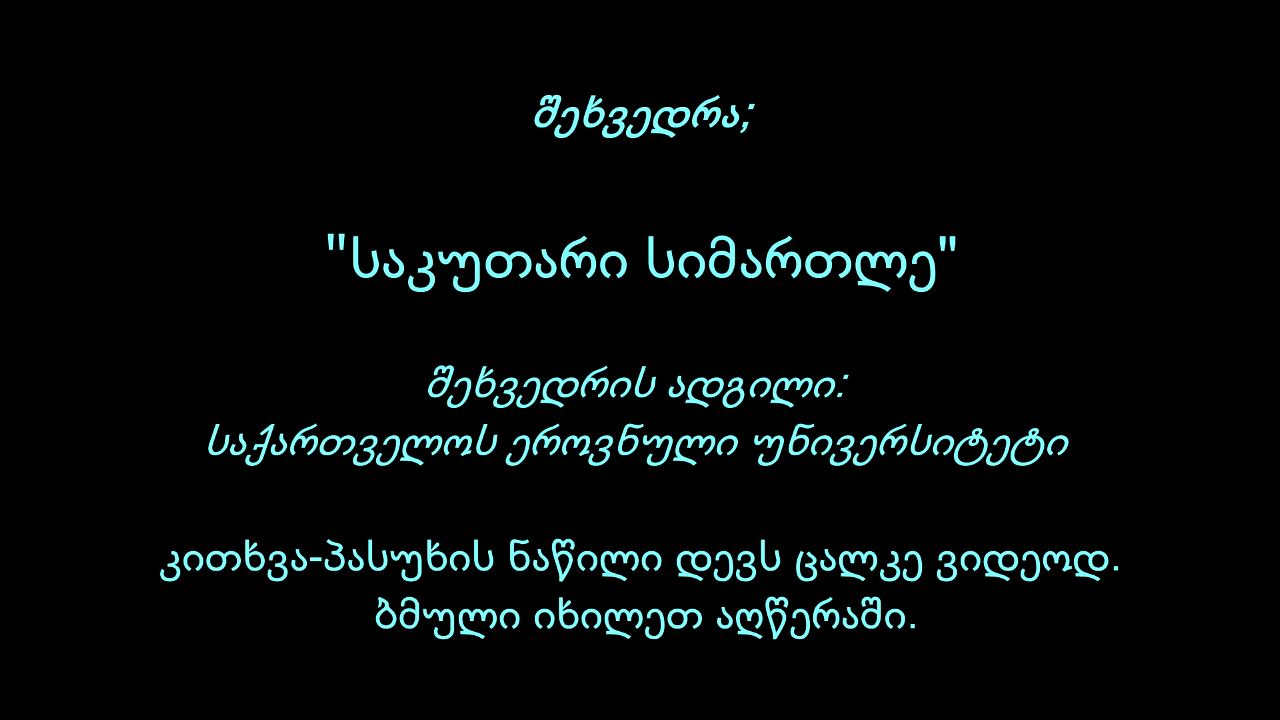 შეხვედრა;
"საკუთარი სიმართლე"
შეხვედრის ადგილი:
საქართველოს ეროვნული უნივერსიტეტი
კითხვა-პასუხის ნაწილი დევს ცალკე ვიდეოდ.
ბმული იხილეთ აღწერაში.